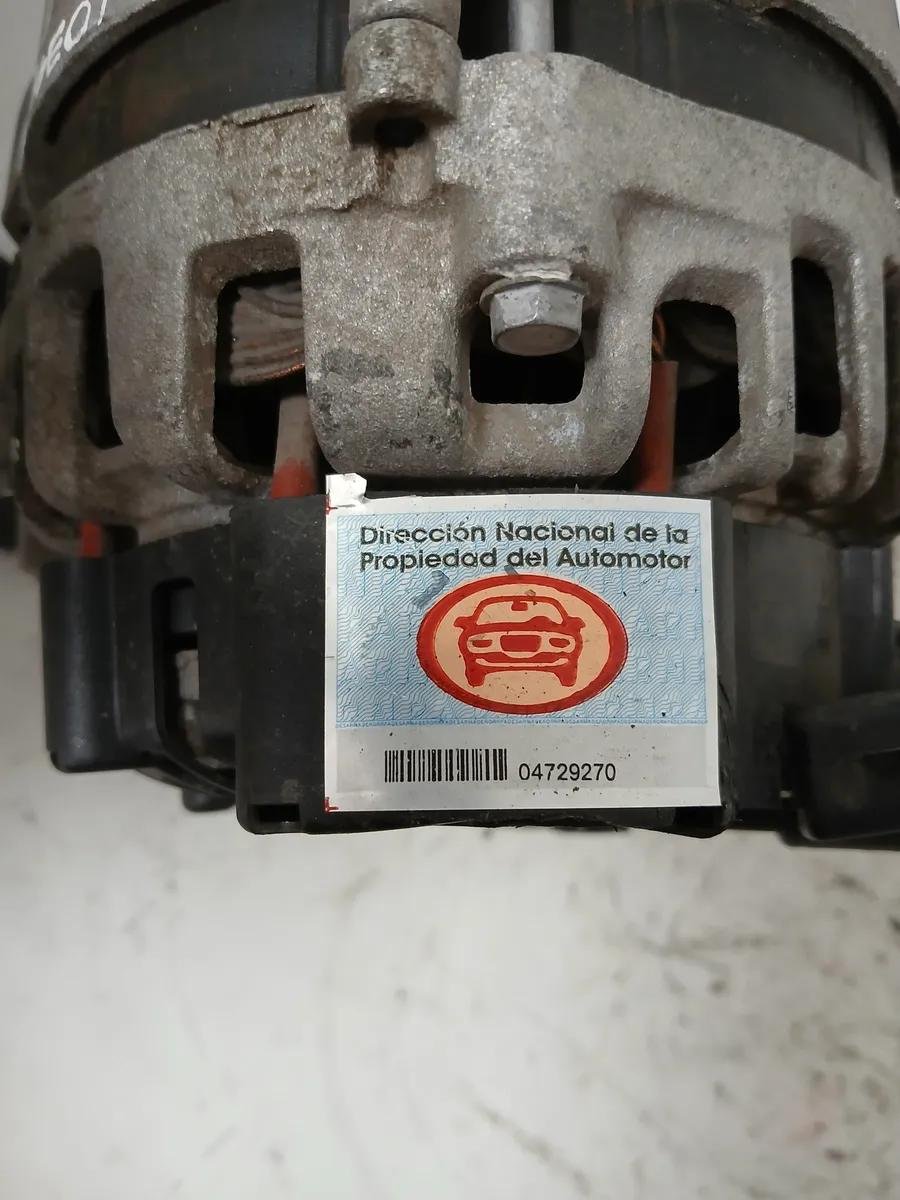 Dirección Nacional de la
Propiedad del Automotor
04729270